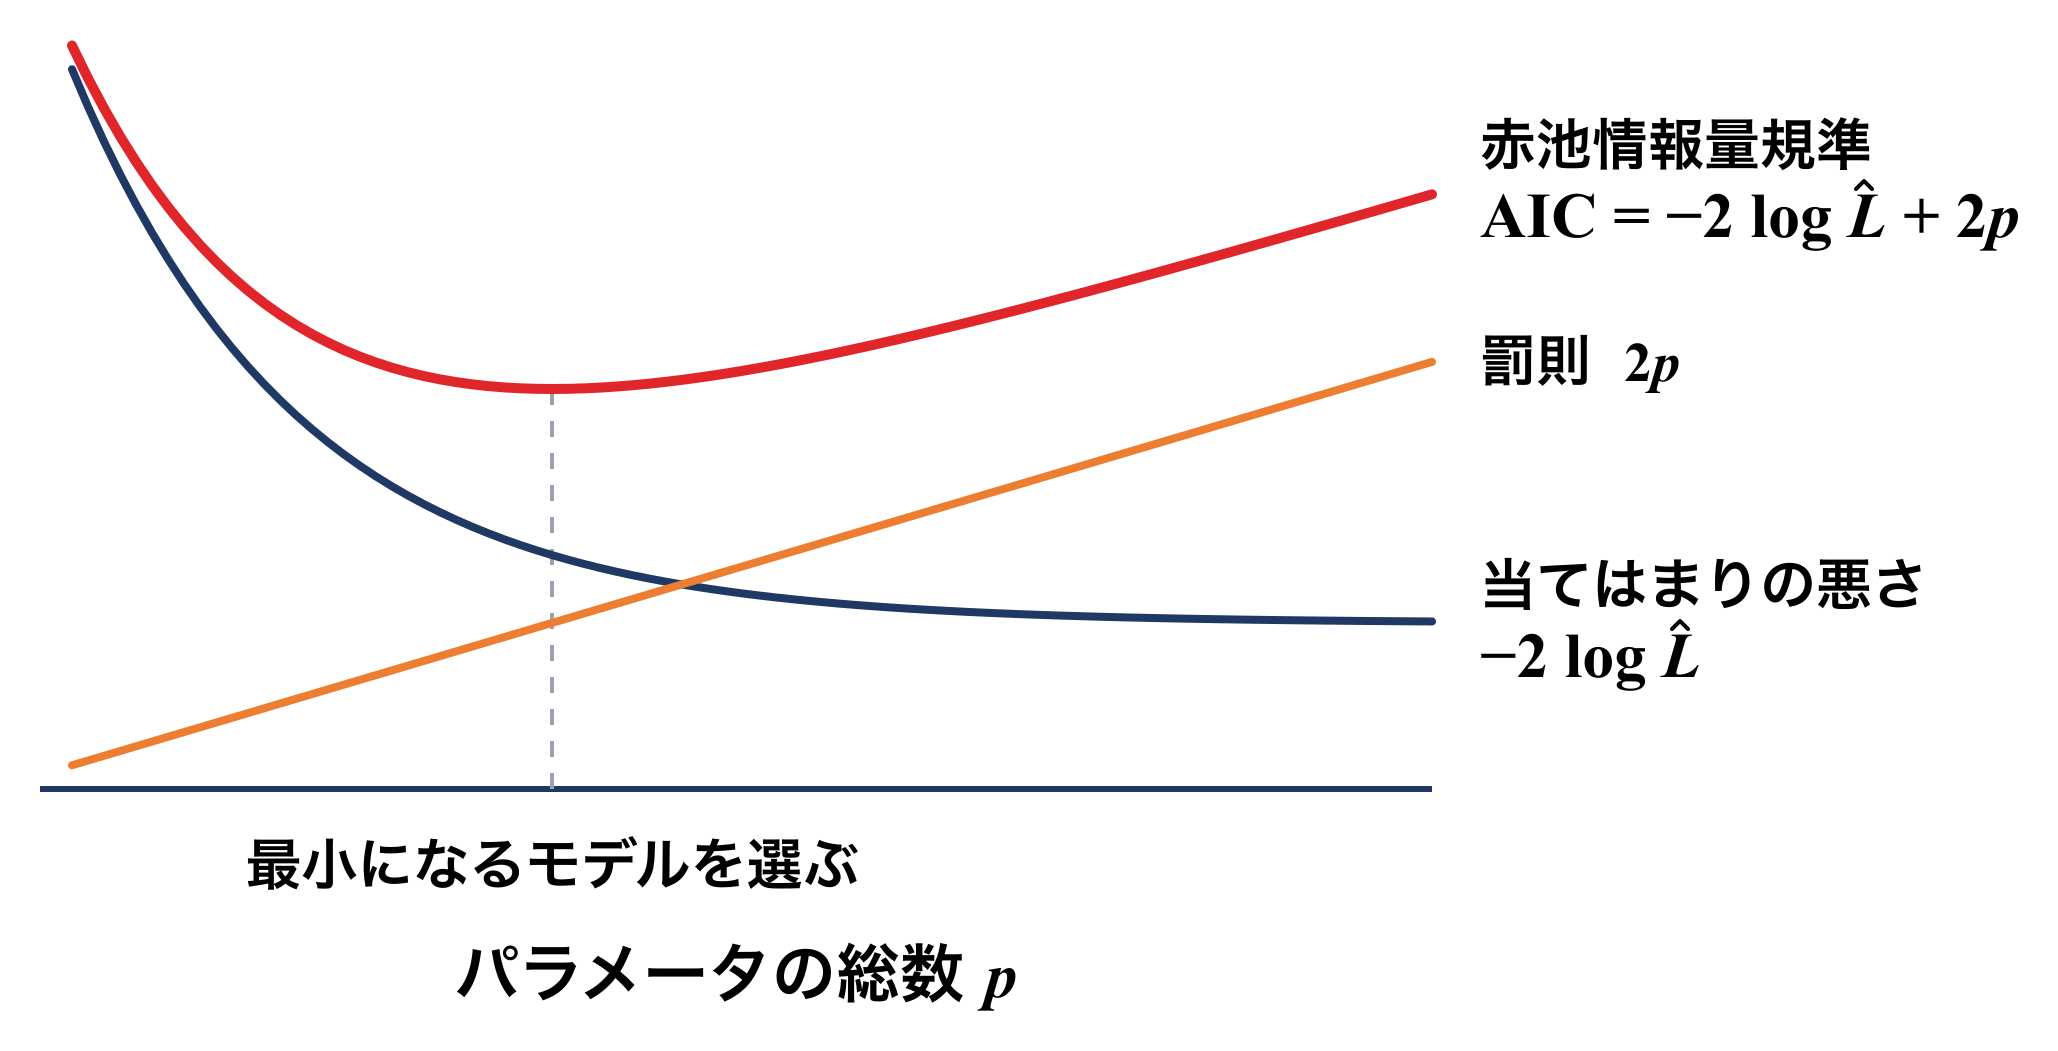 赤池情報量規準
AIC = −2 log L̂ + 2p
罰則 2p
当てはまりの悪さ
−2 log L̂
最小になるモデルを選ぶ
パラメータの総数 p